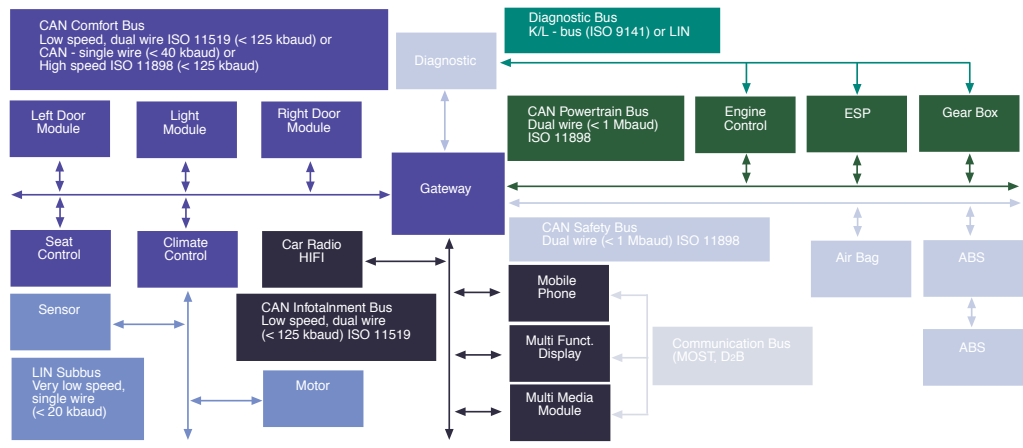 CAN Comfort Bus
Low speed, dual wire ISO 11519 (< 125 kbaud) or
CAN - single wire (< 40 kbaud) or
High speed ISO 11898 (< 125 kbaud)
Diagnostic
Diagnostic Bus
K/L - bus (ISO 9141) or LIN
Left Door
Module
Light
Module
Right Door
Module
CAN Powertrain Bus
Dual wire (< 1 Mbaud)
ISO 11898
Engine
Control
ESP
Gear Box
Gateway
Seat
Control
Climate
Control
Car Radio
HIFI
CAN Safety Bus
Dual wire (< 1 Mbaud) ISO 11898
Air Bag
ABS
Sensor
CAN Infotalnment Bus
Low speed, dual wire
(< 125 kbaud) ISO 11519
Mobile
Phone
Multi Funct.
Display
Communication Bus
(MOST, D2B
ABS
LIN Subbus
Very low speed,
single wire
(< 20 kbaud)
Motor
Multi Media
Module